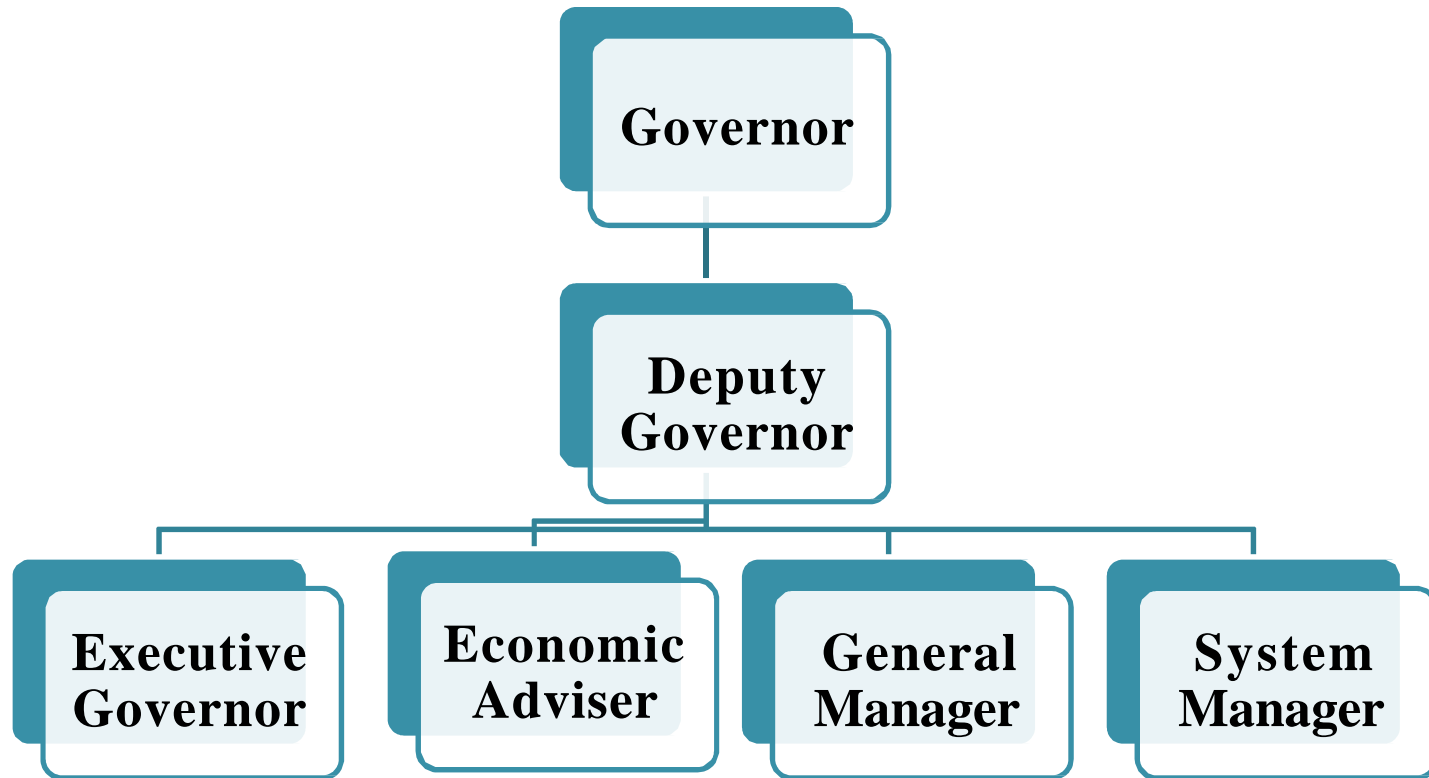 Governor
Deputy
Governor
Executive
Governor
Economic
Adviser
General
Manager
System
Manager